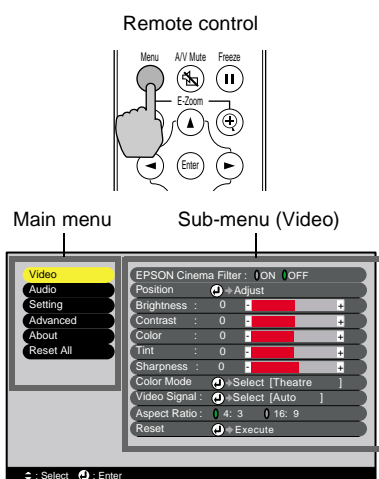 Remote control
Menu A/V Mute Freeze
E-Zoom
Enter
Main menu Sub-menu (Video)
Video
Audio
Setting
Advanced
About
Reset All
EPSON Cinema Filter : ON OFF
Position Adjust
Brightness : 0 - +
Contrast : 0 - +
Color : 0 - +
Tint : 0 - +
Sharpness : 0 - +
Color Mode Select [Theatre ]
Video Signal : Select [Auto ]
Aspect Ratio : 4: 3 16: 9
Reset Execute
: Select : Enter